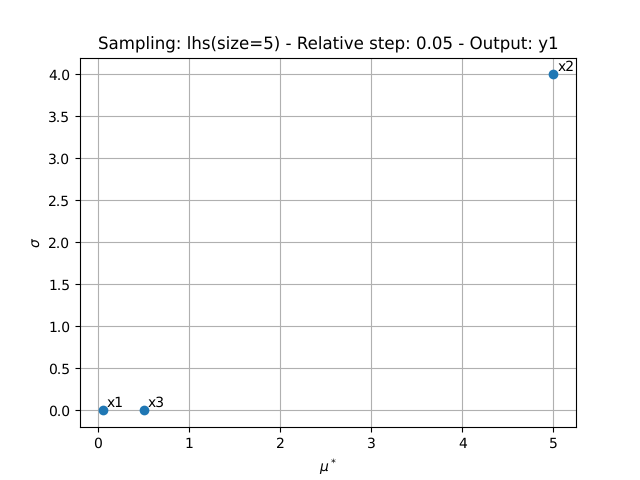 Sampling: lhs(size=5) - Relative step: 0.05 - Output: y1
4.0
3.5
3.0
2.5
2.0
1.5
1.0
0.5
0.0
σ
x2
x1
x3
0 1 2 3 4 5
μ*